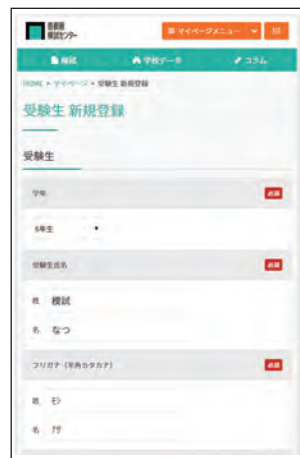 首都圏
模試センター
マイページメニュー
模試 学校データ コラム
HOME > マイページ > 受験生 新規登録
受験生 新規登録
受験生
学年 必須
6年生
受験生氏名 必須
姓 模試
名 なつ
フリガナ（半角カタカナ） 必須
姓 ﾓｼ
名 ﾅﾂ